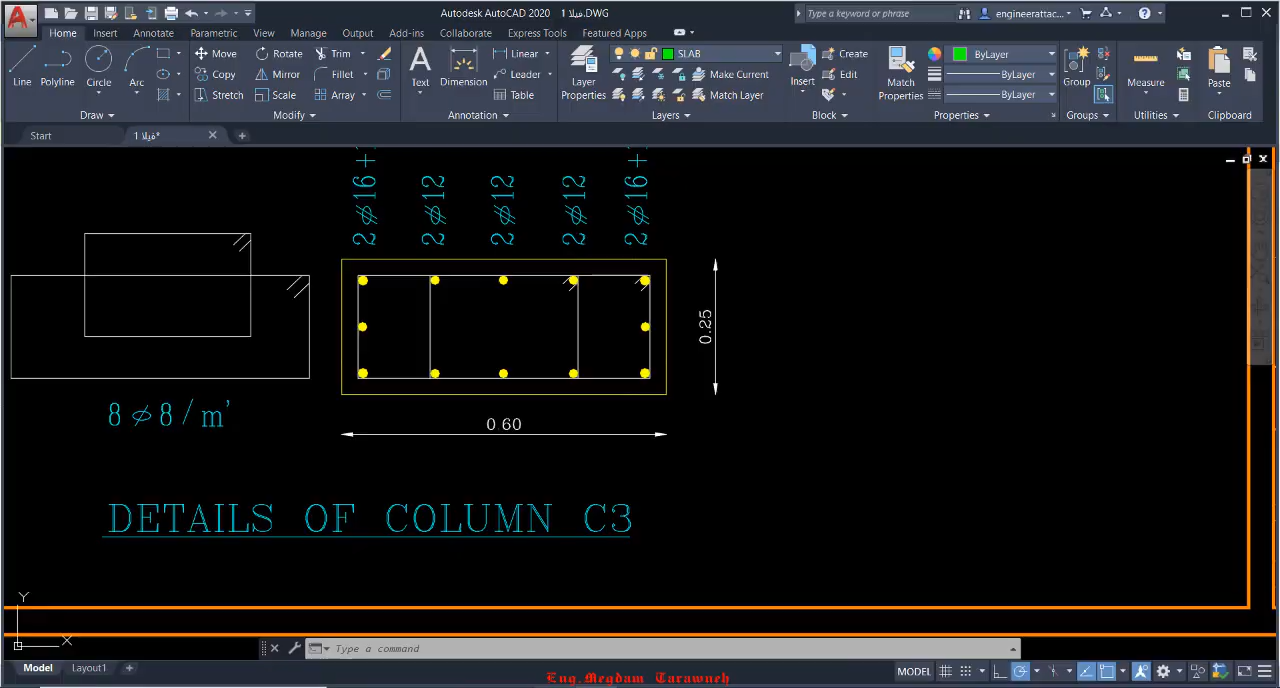 Autodesk AutoCAD 2020 فيلا 1.DWG
Type a keyword or phrase
engineerattac...
Home Insert Annotate Parametric View Manage Output Add-ins Collaborate Express Tools Featured Apps
Line Polyline Circle Arc
Move Rotate Trim
Copy Mirror Fillet
Stretch Scale Array
Text Dimension
Linear
Leader
Table
Layer Properties
SLAB
Make Current
Match Layer
Insert
Create
Edit
Match Properties
ByLayer
ByLayer
ByLayer
Group
Measure
Paste
Draw Modify Annotation Layers Block Properties Groups Utilities Clipboard
Start فيلا 1*
2⌀16+ 2⌀12 2⌀12 2⌀12 2⌀16+
0.25
8⌀8/m'
0.60
DETAILS OF COLUMN C3
Y
X
Type a command
Model Layout1
MODEL
Eng.Megdam Tarawneh